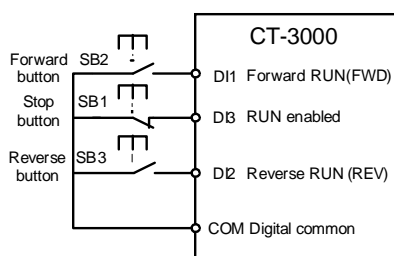 CT-3000
Forward button
SB2
DI1 Forward RUN(FWD)
Stop button
SB1
DI3 RUN enabled
Reverse button
SB3
DI2 Reverse RUN (REV)
COM Digital common